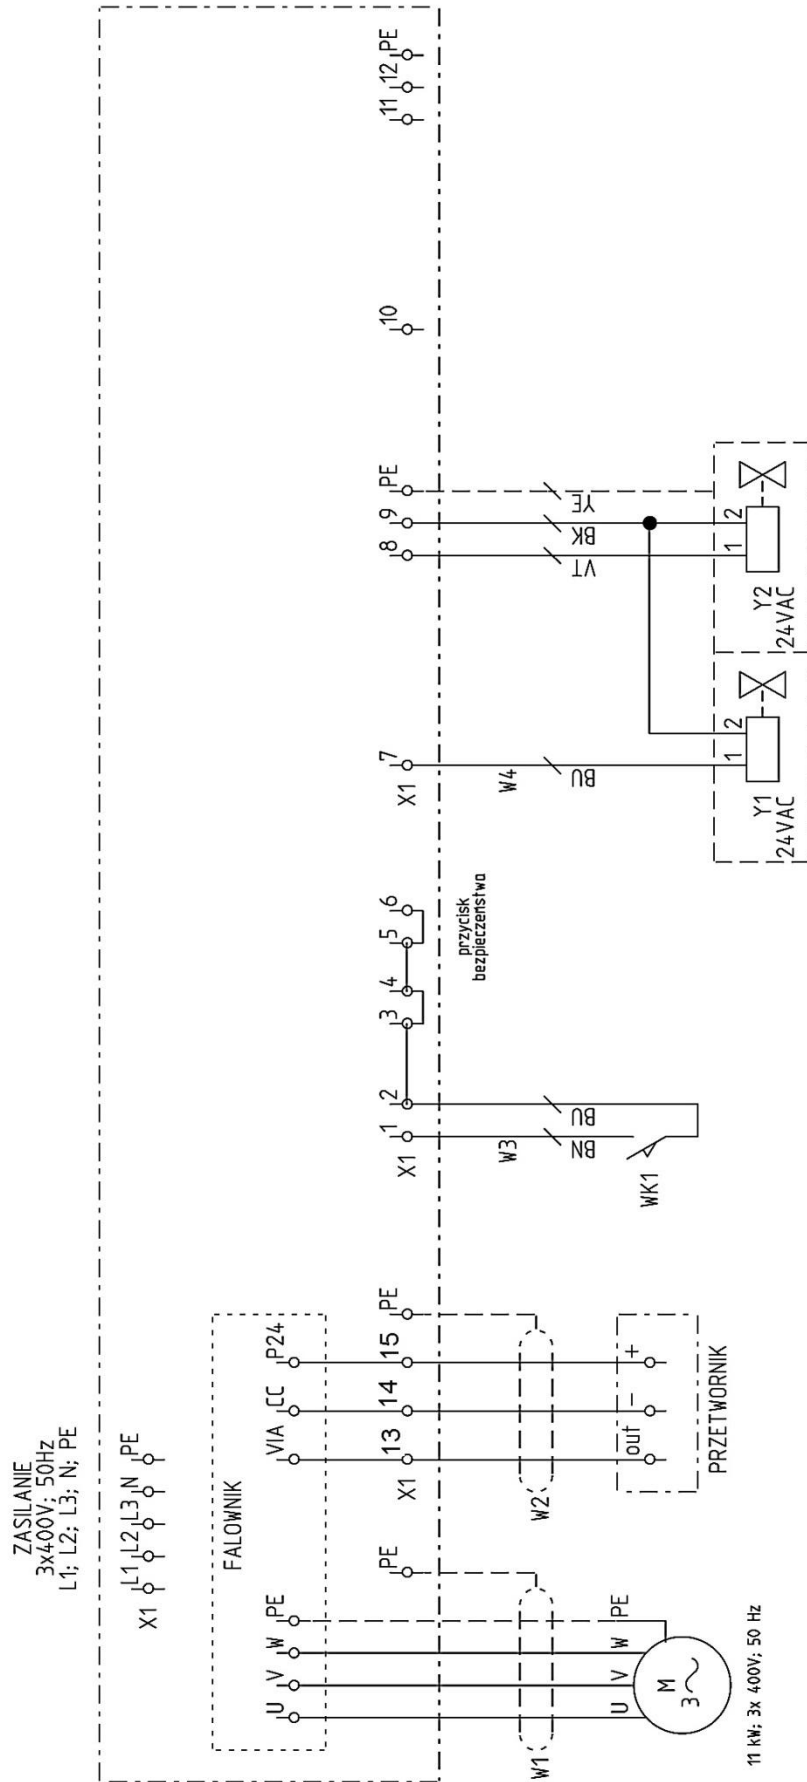 ZASILANIE
3x400V; 50Hz
L1; L2; L3; N; PE
X1 L1 L2 L3 N PE
FALOWNIK
U V W PE VIA CC P24
PE X1 13 14 15 PE X1 1 2 3 4 5 6 X1 7 8 9 PE 10 11 12 PE
przycisk
bezpieczeństwa
W1 W2 W3 W4
BN BU BU VT BK YE
U V W PE
out - +
WK1
1 2 1 2
M
3
PRZETWORNIK
Y1
24VAC
Y2
24VAC
11 kW; 3x 400V; 50 Hz